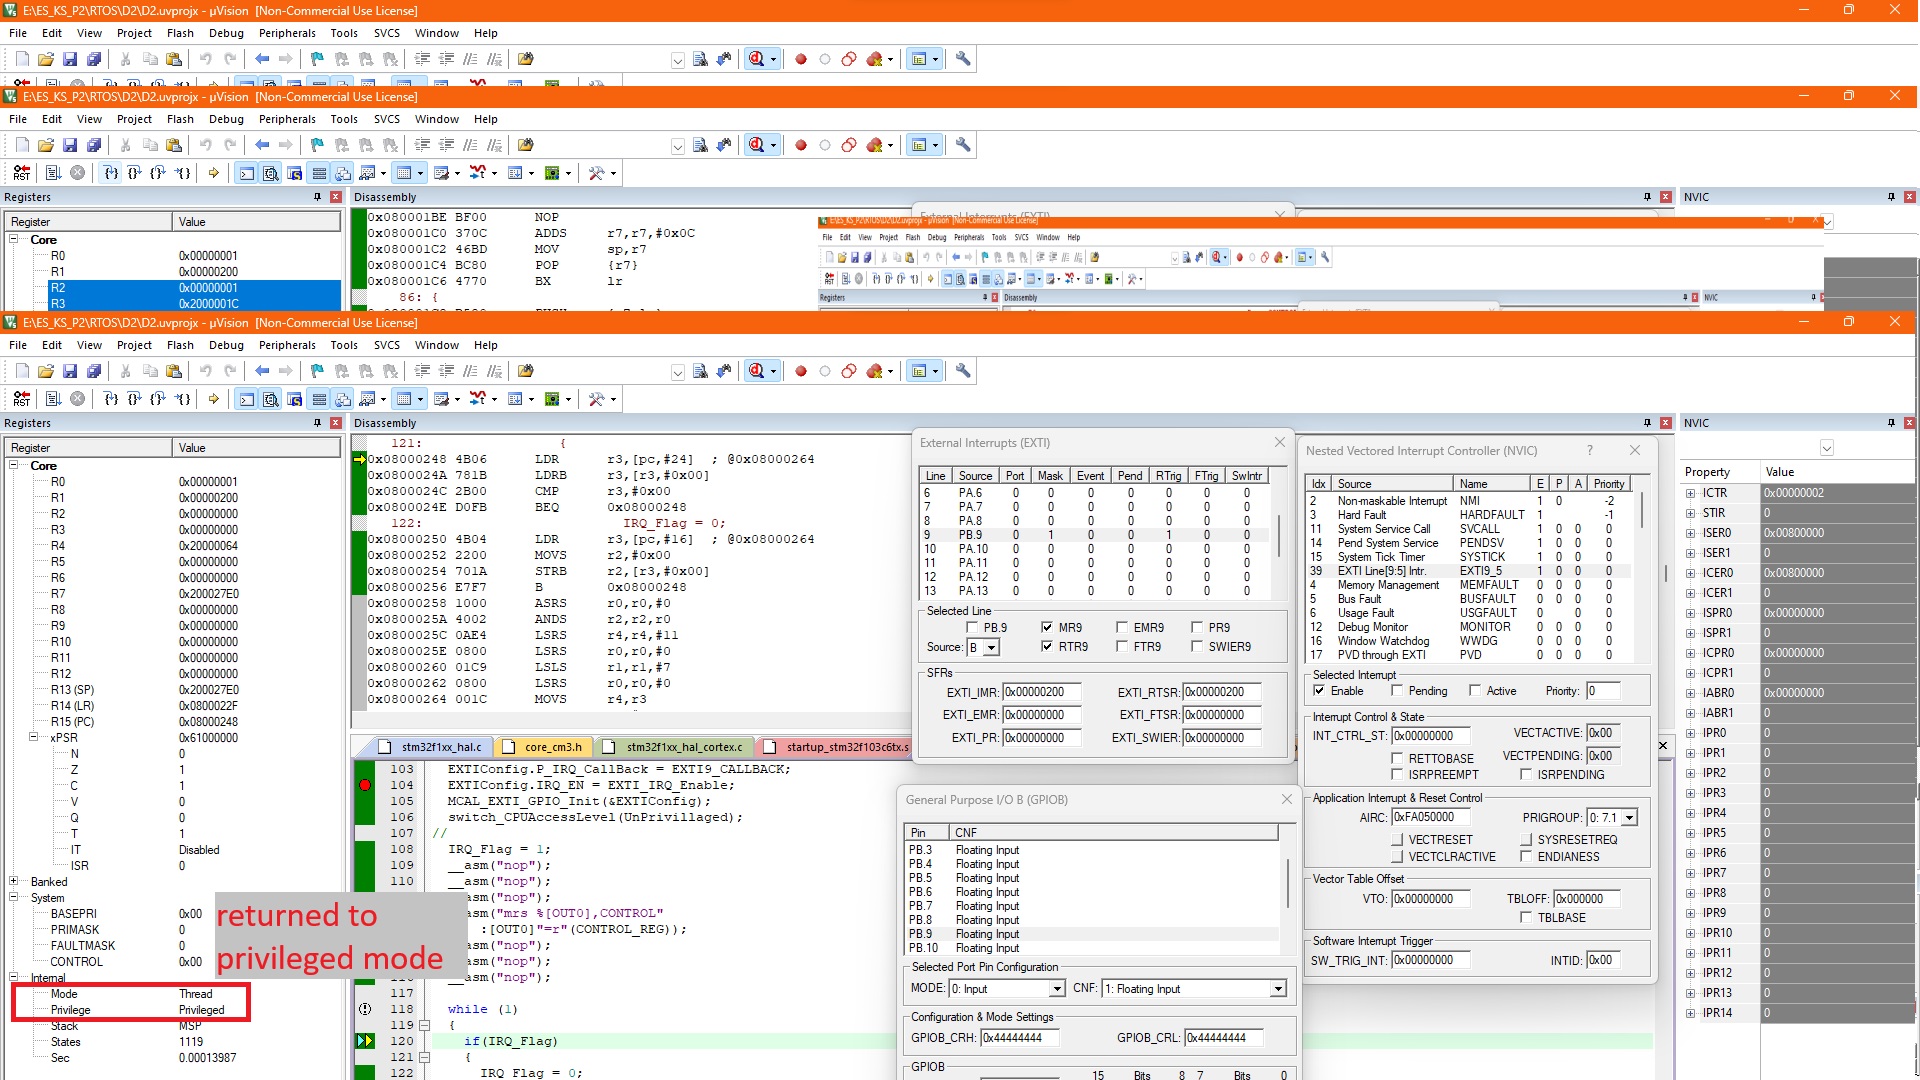 E:\ES_KS_P2\RTOS\D2\D2.uvprojx - µVision [Non-Commercial Use License]
File Edit View Project Flash Debug Peripherals Tools SVCS Window Help
E:\ES_KS_P2\RTOS\D2\D2.uvprojx - µVision [Non-Commercial Use License]
File Edit View Project Flash Debug Peripherals Tools SVCS Window Help
Registers
Register Value
Core
R0 0x00000001
R1 0x00000200
R2 0x00000001
R3 0x2000001C
Disassembly
0x080001BE BF00 NOP
0x080001C0 370C ADDS r7,r7,#0x0C
0x080001C2 46BD MOV sp,r7
0x080001C4 BC80 POP {r7}
0x080001C6 4770 BX lr
86: {
NVIC
E:\ES_KS_P2\RTOS\D2\D2.uvprojx - µVision [Non-Commercial Use License]
File Edit View Project Flash Debug Peripherals Tools SVCS Window Help
Registers Disassembly NVIC
E:\ES_KS_P2\RTOS\D2\D2.uvprojx - µVision [Non-Commercial Use License]
File Edit View Project Flash Debug Peripherals Tools SVCS Window Help
Registers
Register Value
Core
R0 0x00000001
R1 0x00000200
R2 0x00000000
R3 0x00000000
R4 0x20000064
R5 0x00000000
R6 0x00000000
R7 0x200027E0
R8 0x00000000
R9 0x00000000
R10 0x00000000
R11 0x00000000
R12 0x00000000
R13 (SP) 0x200027E0
R14 (LR) 0x0800022F
R15 (PC) 0x08000248
xPSR 0x61000000
N 0
Z 1
C 1
V 0
Q 0
T 1
IT Disabled
ISR 0
Banked
System
BASEPRI 0x00
PRIMASK 0
FAULTMASK 0
CONTROL 0x00
Internal
Mode Thread
Privilege Privileged
Stack MSP
States 1119
Sec 0.00013987
returned to
privileged mode
Disassembly
121: {
0x08000248 4B06 LDR r3,[pc,#24] ; @0x08000264
0x0800024A 781B LDRB r3,[r3,#0x00]
0x0800024C 2B00 CMP r3,#0x00
0x0800024E D0FB BEQ 0x08000248
122: IRQ_Flag = 0;
0x08000250 4B04 LDR r3,[pc,#16] ; @0x08000264
0x08000252 2200 MOVS r2,#0x00
0x08000254 701A STRB r2,[r3,#0x00]
0x08000256 E7F7 B 0x08000248
0x08000258 1000 ASRS r0,r0,#0
0x0800025A 4002 ANDS r2,r2,r0
0x0800025C 0AE4 LSRS r4,r4,#11
0x0800025E 0800 LSRS r0,r0,#0
0x08000260 01C9 LSLS r1,r1,#7
0x08000262 0800 LSRS r0,r0,#0
0x08000264 001C MOVS r4,r3
stm32f1xx_hal.c core_cm3.h stm32f1xx_hal_cortex.c startup_stm32f103c6tx.s
103 EXTIConfig.P_IRQ_CallBack = EXTI9_CALLBACK;
104 EXTIConfig.IRQ_EN = EXTI_IRQ_Enable;
105 MCAL_EXTI_GPIO_Init(&EXTIConfig);
106 switch_CPUAccessLevel(UnPrivillaged);
107 //
108 IRQ_Flag = 1;
109 __asm("nop");
110 __asm("nop");
asm("nop");
asm("mrs %[OUT0],CONTROL"
:[OUT0]"=r"(CONTROL_REG));
asm("nop");
asm("nop");
asm("nop");
117
118 while (1)
119 {
120 if(IRQ_Flag)
121 {
122 IRQ_Flag = 0;
External Interrupts (EXTI)
Line Source Port Mask Event Pend RTrig FTrig SwIntr
6 PA.6 0 0 0 0 0 0 0
7 PA.7 0 0 0 0 0 0 0
8 PA.8 0 0 0 0 0 0 0
9 PB.9 0 1 0 0 1 0 0
10 PA.10 0 0 0 0 0 0 0
11 PA.11 0 0 0 0 0 0 0
12 PA.12 0 0 0 0 0 0 0
13 PA.13 0 0 0 0 0 0 0
Selected Line
PB.9 MR9 EMR9 PR9
Source: B RTR9 FTR9 SWIER9
SFRs
EXTI_IMR: 0x00000200 EXTI_RTSR: 0x00000200
EXTI_EMR: 0x00000000 EXTI_FTSR: 0x00000000
EXTI_PR: 0x00000000 EXTI_SWIER: 0x00000000
General Purpose I/O B (GPIOB)
Pin CNF
PB.3 Floating Input
PB.4 Floating Input
PB.5 Floating Input
PB.6 Floating Input
PB.7 Floating Input
PB.8 Floating Input
PB.9 Floating Input
PB.10 Floating Input
Selected Port Pin Configuration
MODE: 0: Input CNF: 1: Floating Input
Configuration & Mode Settings
GPIOB_CRH: 0x44444444 GPIOB_CRL: 0x44444444
GPIOB
15 Bits 8 7 Bits 0
Nested Vectored Interrupt Controller (NVIC)
Idx Source Name E P A Priority
2 Non-maskable Interrupt NMI 1 0 -2
3 Hard Fault HARDFAULT 1 -1
11 System Service Call SVCALL 1 0 0 0
14 Pend System Service PENDSV 1 0 0 0
15 System Tick Timer SYSTICK 1 0 0 0
39 EXTI Line[9:5] Intr. EXTI9_5 1 0 0 0
4 Memory Management MEMFAULT 0 0 0 0
5 Bus Fault BUSFAULT 0 0 0 0
6 Usage Fault USGFAULT 0 0 0 0
12 Debug Monitor MONITOR 0 0 0 0
16 Window Watchdog WWDG 0 0 0 0
17 PVD through EXTI PVD 0 0 0 0
Selected Interrupt
Enable Pending Active Priority: 0
Interrupt Control & State
INT_CTRL_ST: 0x00000000 VECTACTIVE: 0x00
RETTOBASE VECTPENDING: 0x00
ISRPREEMPT ISRPENDING
Application Interrupt & Reset Control
AIRC: 0xFA050000 PRIGROUP: 0: 7.1
VECTRESET SYSRESETREQ
VECTCLRACTIVE ENDIANESS
Vector Table Offset
VTO: 0x00000000 TBLOFF: 0x000000
TBLBASE
Software Interrupt Trigger
SW_TRIG_INT: 0x00000000 INTID: 0x00
NVIC
Property Value
ICTR 0x00000002
STIR 0
ISER0 0x00800000
ISER1 0
ICER0 0x00800000
ICER1 0
ISPR0 0x00000000
ISPR1 0
ICPR0 0x00000000
ICPR1 0
IABR0 0x00000000
IABR1 0
IPR0 0
IPR1 0
IPR2 0
IPR3 0
IPR4 0
IPR5 0
IPR6 0
IPR7 0
IPR8 0
IPR9 0
IPR10 0
IPR11 0
IPR12 0
IPR13 0
IPR14 0